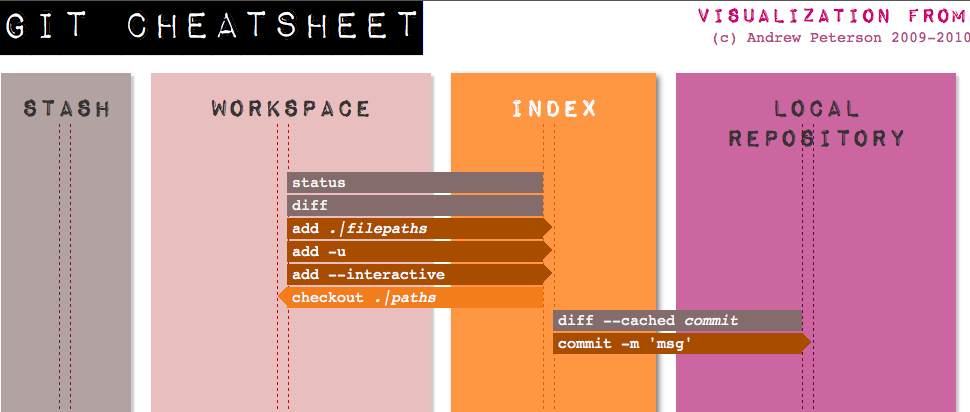 GIT CHEATSHEET
VISUALIZATION FROM
(c) Andrew Peterson 2009-2010
STASH
WORKSPACE
INDEX
LOCAL
REPOSITORY
status
diff
add .|filepaths
add -u
add --interactive
checkout .|paths
diff --cached commit
commit -m 'msg'